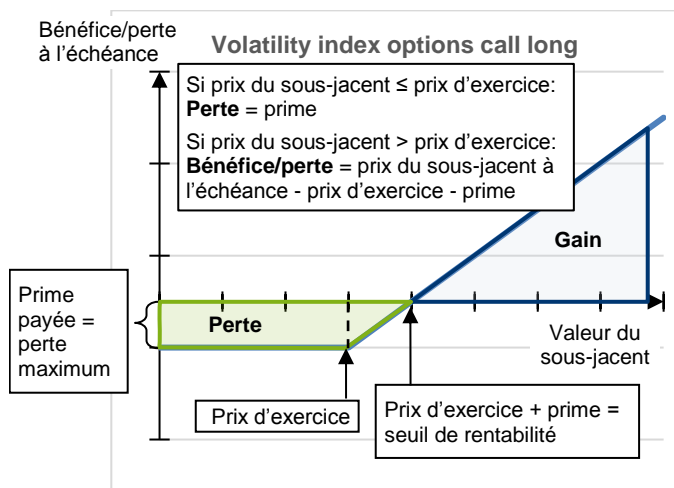 Bénéfice/perte
à l'échéance
Volatility index options call long
Si prix du sous-jacent ≤ prix d'exercice:
Perte = prime
Si prix du sous-jacent > prix d'exercice:
Bénéfice/perte = prix du sous-jacent à
l'échéance - prix d'exercice - prime
Gain
Prime
payée =
perte
maximum
Perte
Valeur du
sous-jacent
Prix d'exercice
Prix d'exercice + prime =
seuil de rentabilité